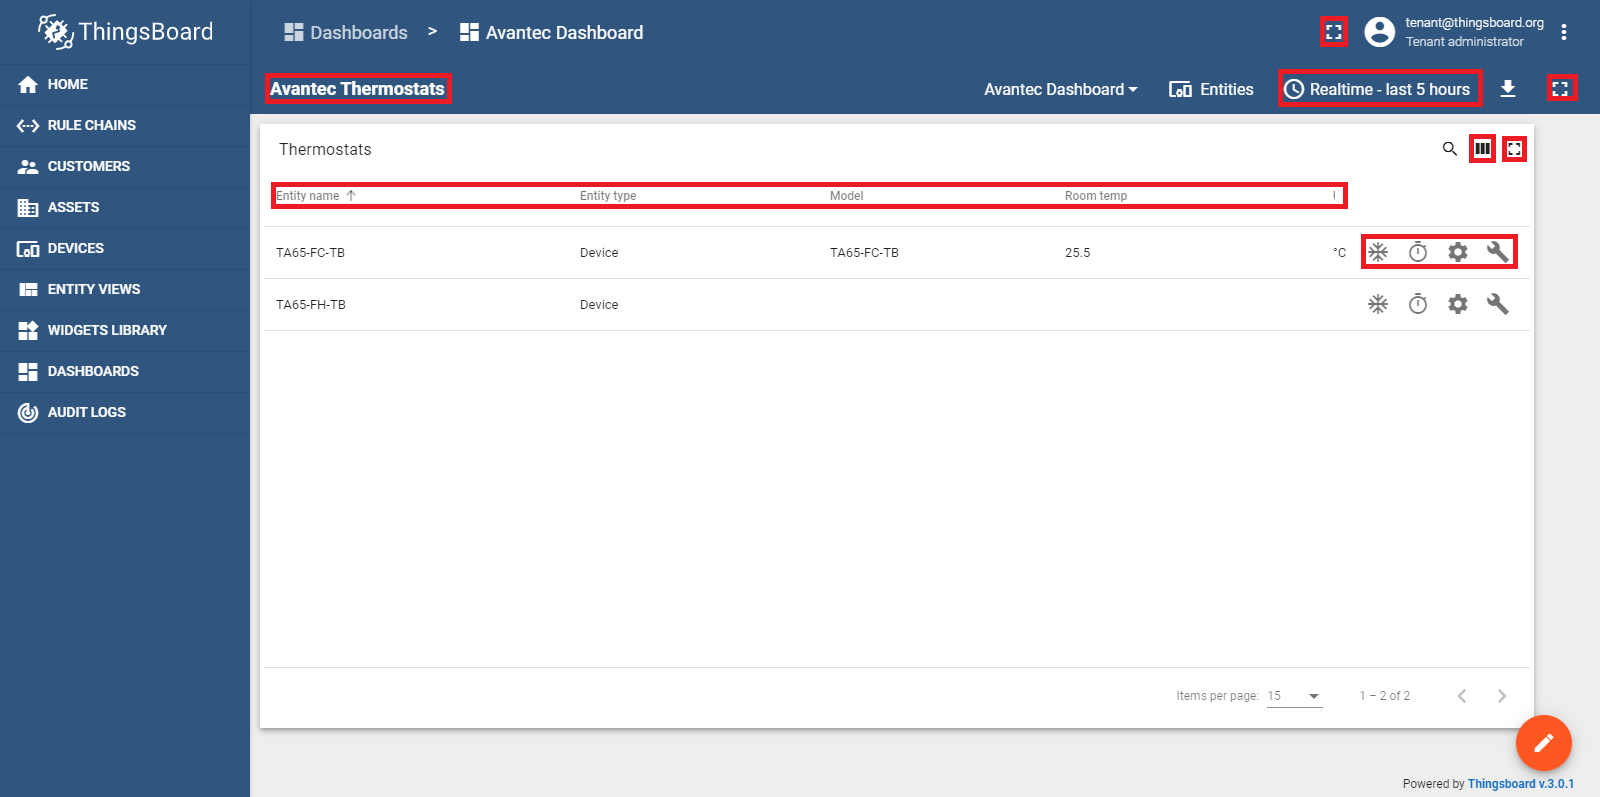 ThingsBoard
Dashboards > Avantec Dashboard
tenant@thingsboard.org
Tenant administrator
HOME
RULE CHAINS
CUSTOMERS
ASSETS
DEVICES
ENTITY VIEWS
WIDGETS LIBRARY
DASHBOARDS
AUDIT LOGS
Avantec Thermostats
Avantec Dashboard
Entities
Realtime - last 5 hours
Thermostats
Entity name Entity type Model Room temp
TA65-FC-TB Device TA65-FC-TB 25.5 °C
TA65-FH-TB Device
Items per page: 15 1 – 2 of 2
Powered by Thingsboard v.3.0.1